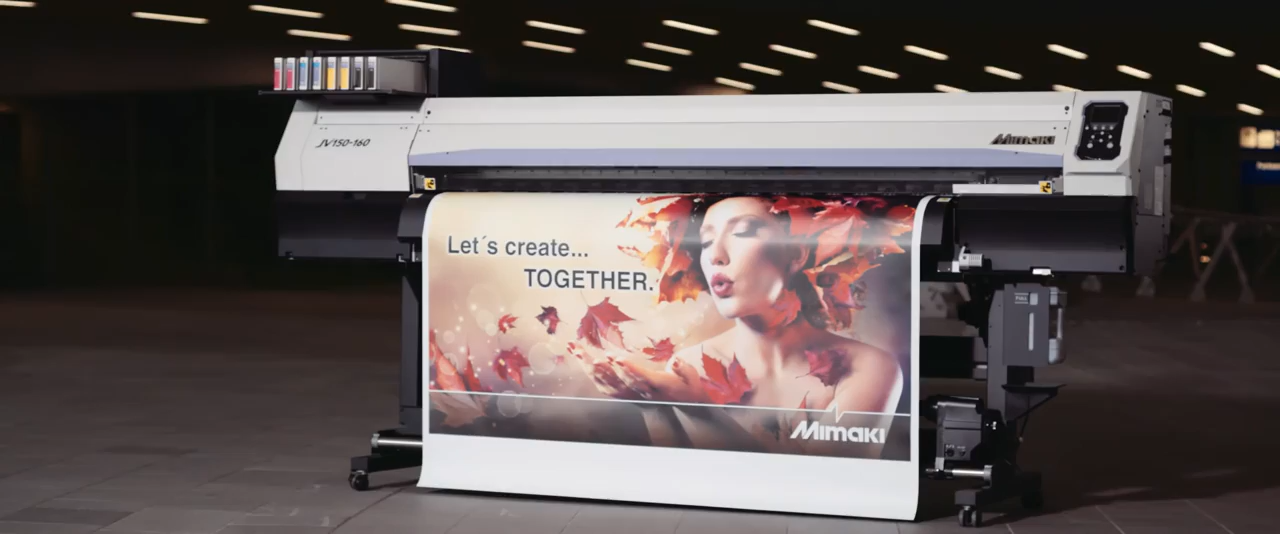 JV150-160
Mimaki
Let´s create...
TOGETHER.
Mimaki